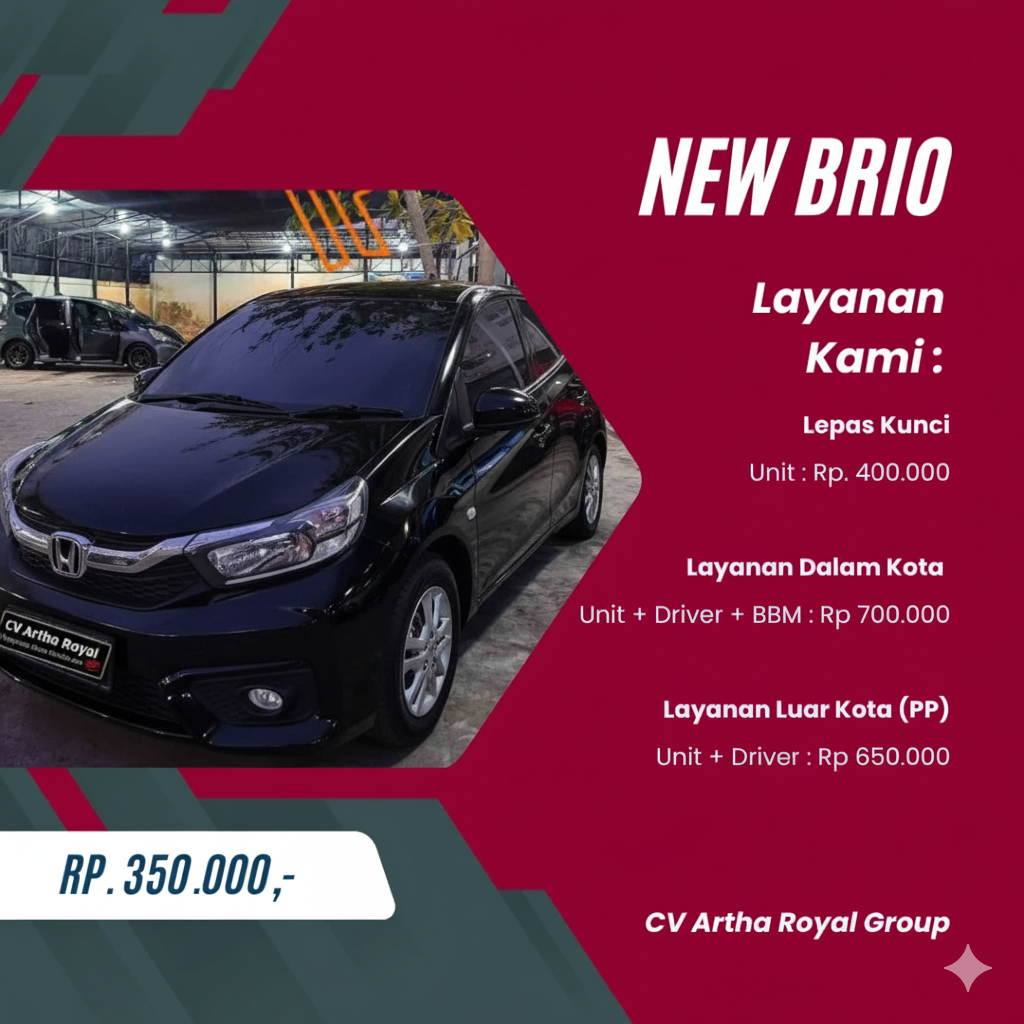 NEW BRIO
Layanan
Kami :
Lepas Kunci
Unit : Rp. 400.000
Layanan Dalam Kota
Unit + Driver + BBM : Rp 700.000
Layanan Luar Kota (PP)
Unit + Driver : Rp 650.000
CV Artha Royal
RP. 350.000,-
CV Artha Royal Group